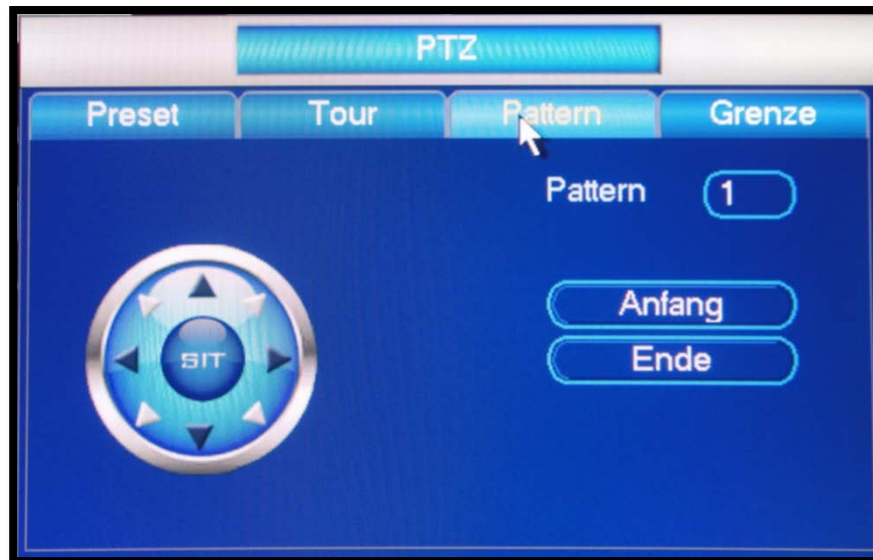 PTZ
Preset Tour Pattern Grenze
Pattern 1
Anfang
SIT
Ende